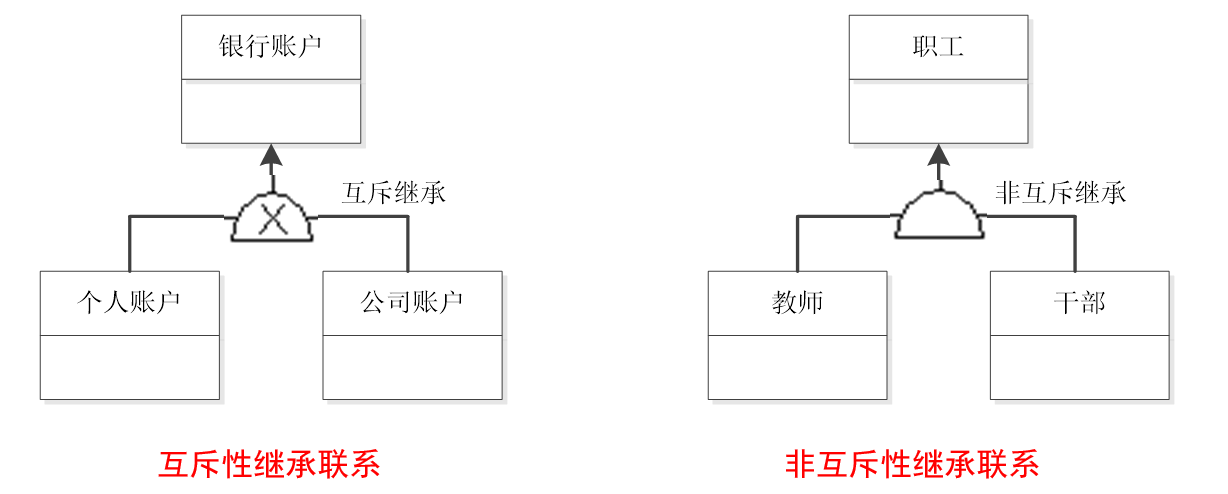 银行账户
职工
互斥继承
非互斥继承
X
个人账户
公司账户
教师
干部
互斥性继承联系
非互斥性继承联系